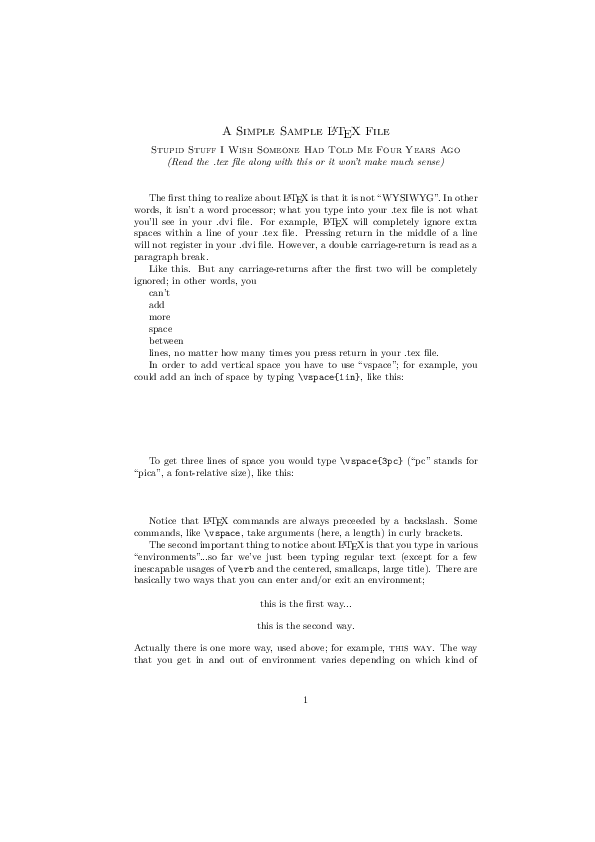 A Simple Sample LaTeX File
Stupid Stuff I Wish Someone Had Told Me Four Years Ago
(Read the .tex file along with this or it won't make much sense)
The first thing to realize about LaTeX is that it is not “WYSIWYG”. In other
words, it isn't a word processor; what you type into your .tex file is not what
you'll see in your .dvi file. For example, LaTeX will completely ignore extra
spaces within a line of your .tex file. Pressing return in the middle of a line
will not register in your .dvi file. However, a double carriage-return is read as a
paragraph break.
Like this. But any carriage-returns after the first two will be completely
ignored; in other words, you
can't
add
more
space
between
lines, no matter how many times you press return in your .tex file.
In order to add vertical space you have to use “vspace”; for example, you
could add an inch of space by typing \vspace{1in}, like this:
To get three lines of space you would type \vspace{3pc} (“pc” stands for
“pica”, a font-relative size), like this:
Notice that LaTeX commands are always preceeded by a backslash. Some
commands, like \vspace, take arguments (here, a length) in curly brackets.
The second important thing to notice about LaTeX is that you type in various
“environments”...so far we've just been typing regular text (except for a few
inescapable usages of \verb and the centered, smallcaps, large title). There are
basically two ways that you can enter and/or exit an environment;
this is the first way...
this is the second way.
Actually there is one more way, used above; for example, THIS WAY. The way
that you get in and out of environment varies depending on which kind of
1